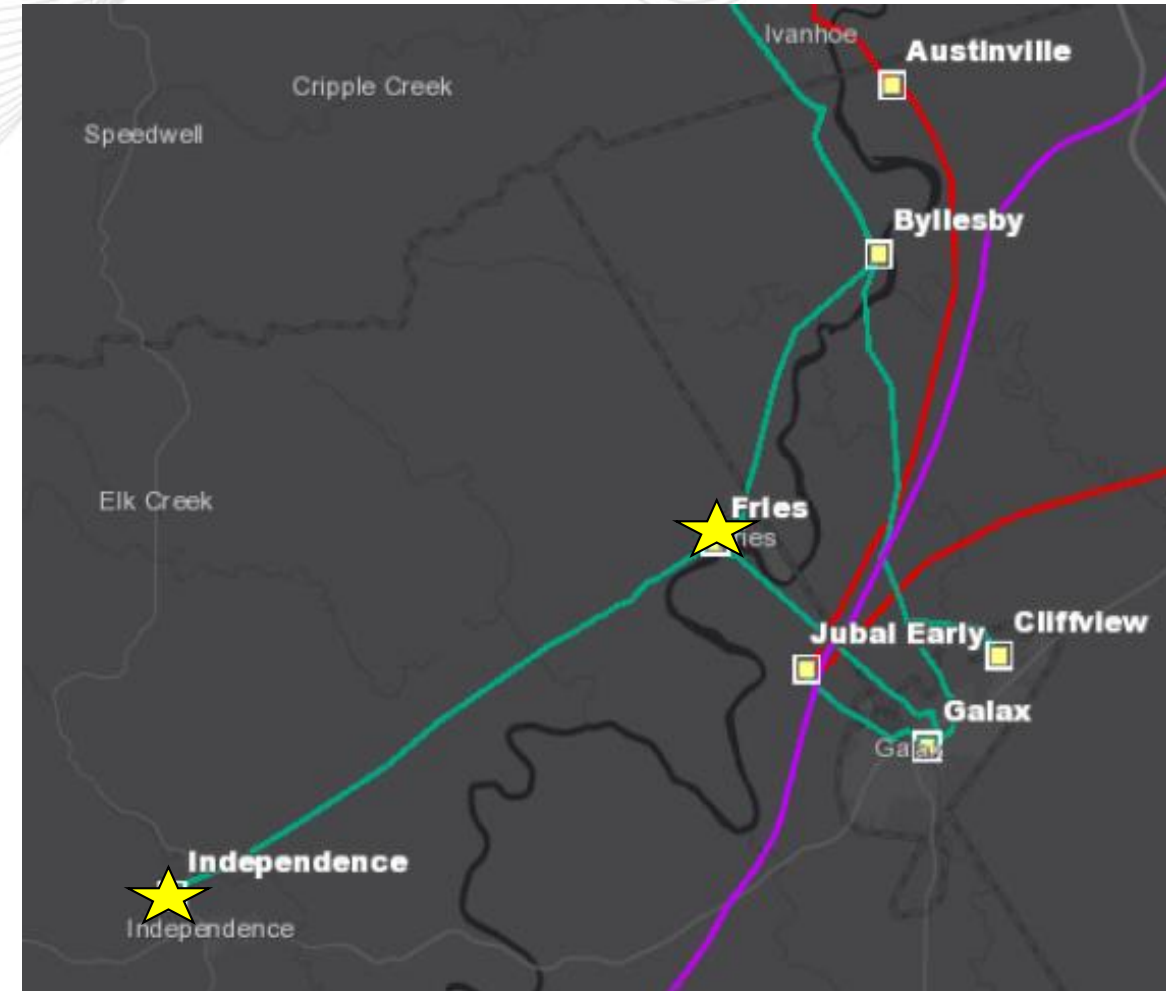 Ivanhoe
Austinville
Cripple Creek
Speedwell
Byllesby
Elk Creek
Fries
Cliffview
Jubal Early
Galax
Independence
Independence